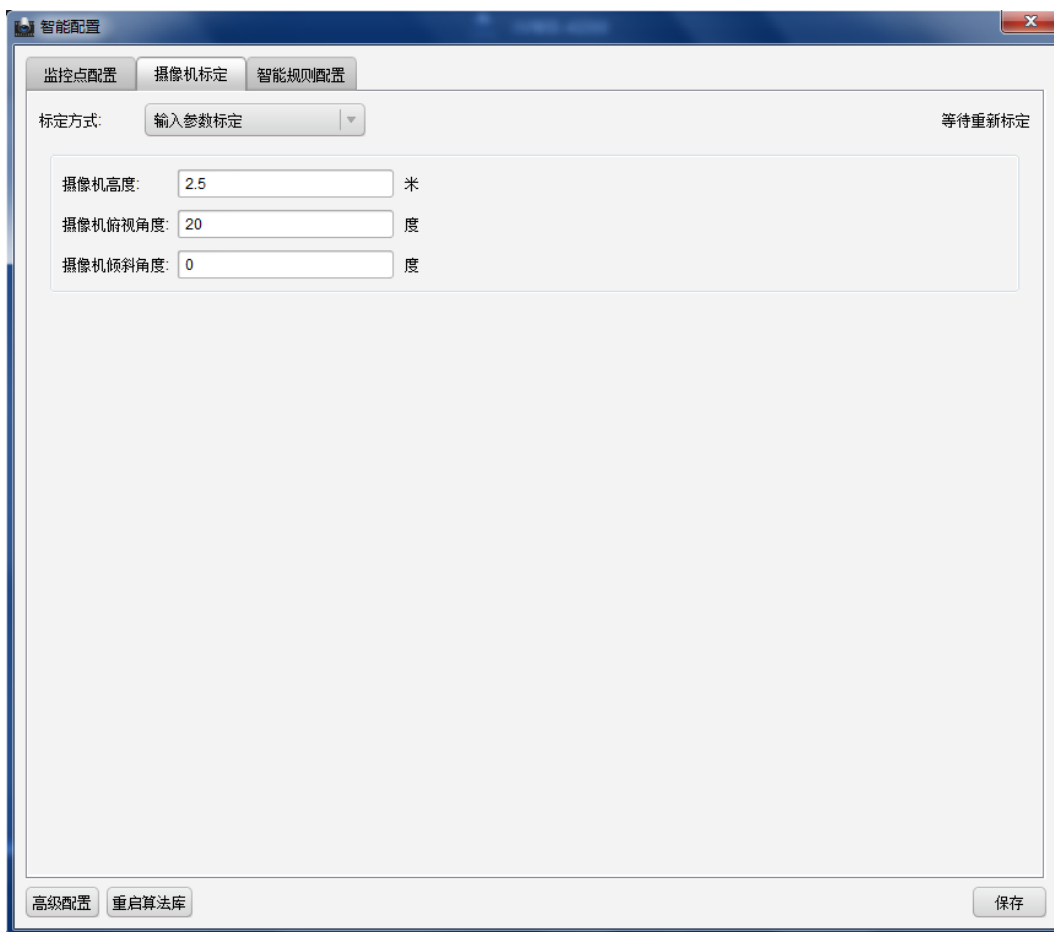 智能配置
监控点配置 摄像机标定 智能规则配置
标定方式: 输入参数标定 等待重新标定
摄像机高度: 2.5 米
摄像机俯视角度: 20 度
摄像机倾斜角度: 0 度
高级配置 重启算法库 保存